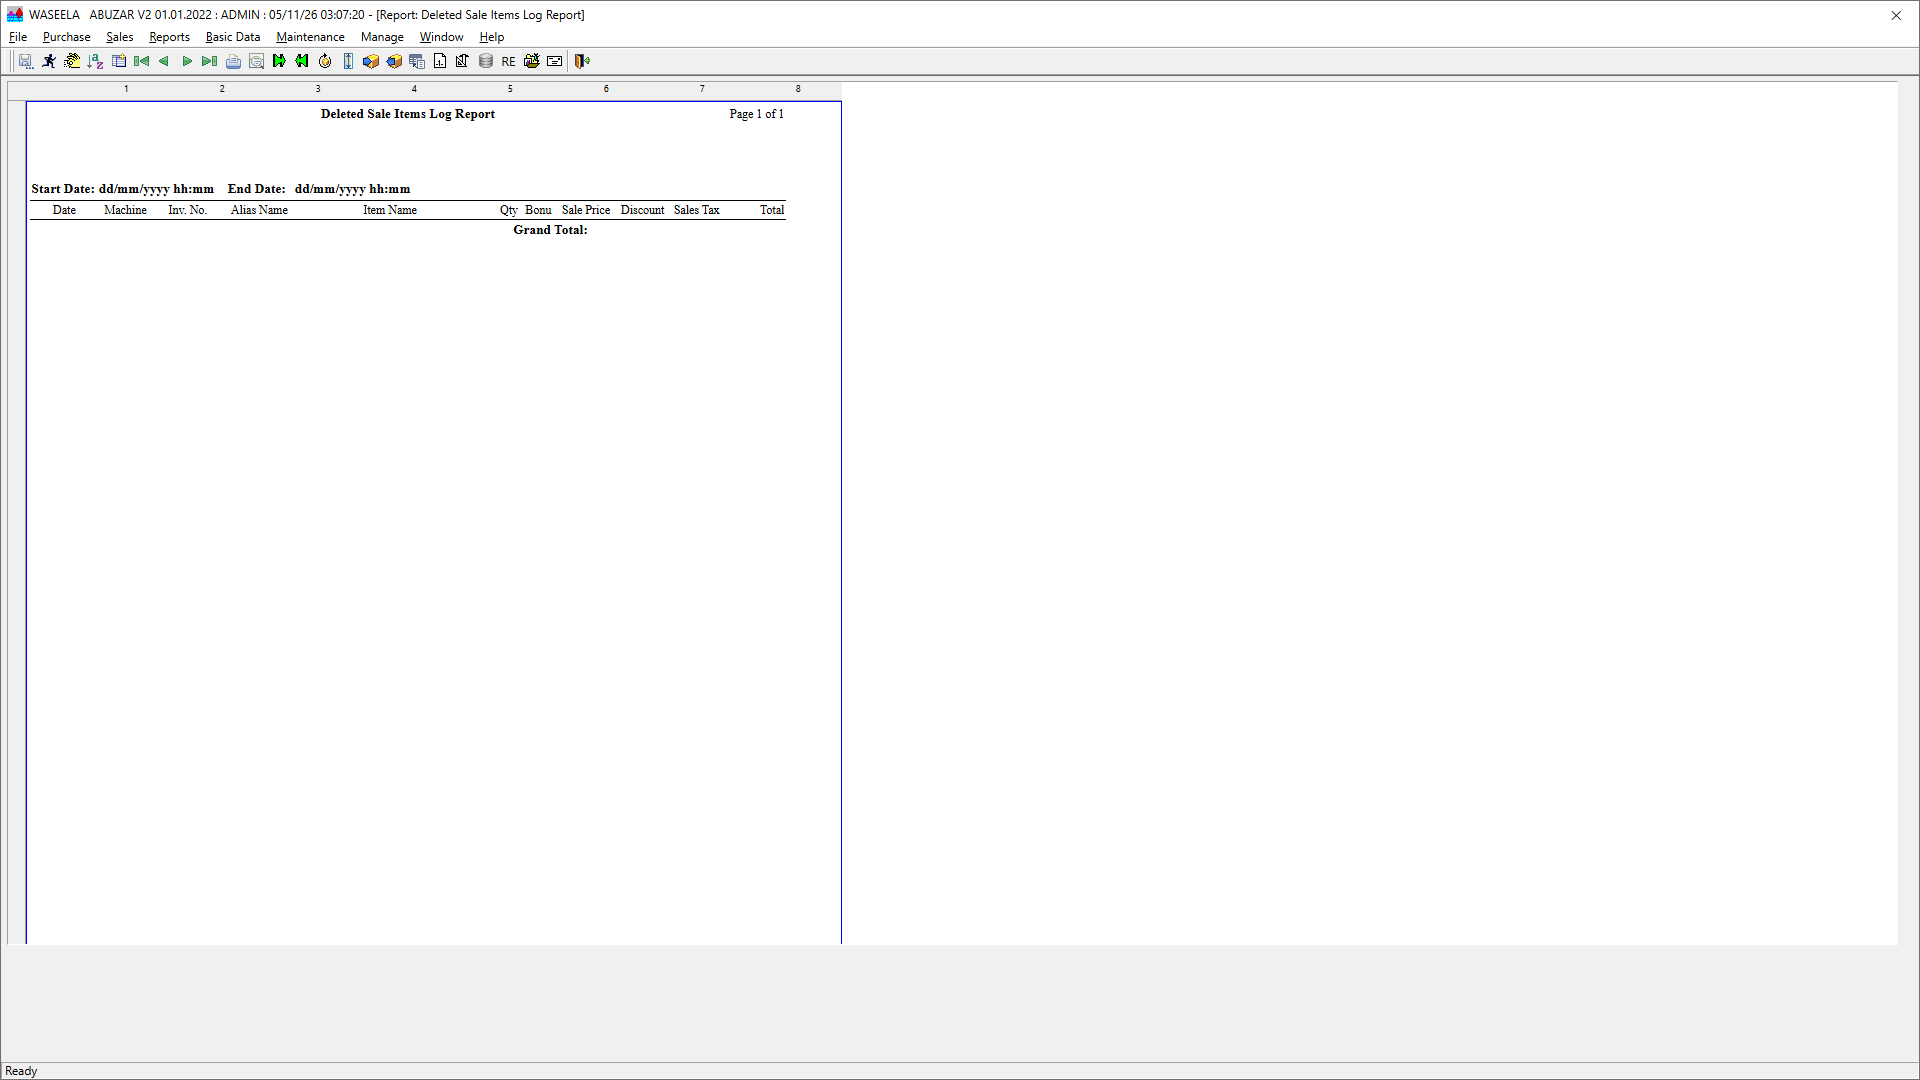 WASEELA   ABUZAR V2 01.01.2022 : ADMIN : 05/11/26 03:07:20 - [Report: Deleted Sale Items Log Report]
File Purchase Sales Reports Basic Data Maintenance Manage Window Help
RE
1 2 3 4 5 6 7 8
Deleted Sale Items Log Report Page 1 of 1
Start Date: dd/mm/yyyy hh:mm End Date: dd/mm/yyyy hh:mm
Date Machine Inv. No. Alias Name Item Name Qty Bonu Sale Price Discount Sales Tax Total
Grand Total:
Ready